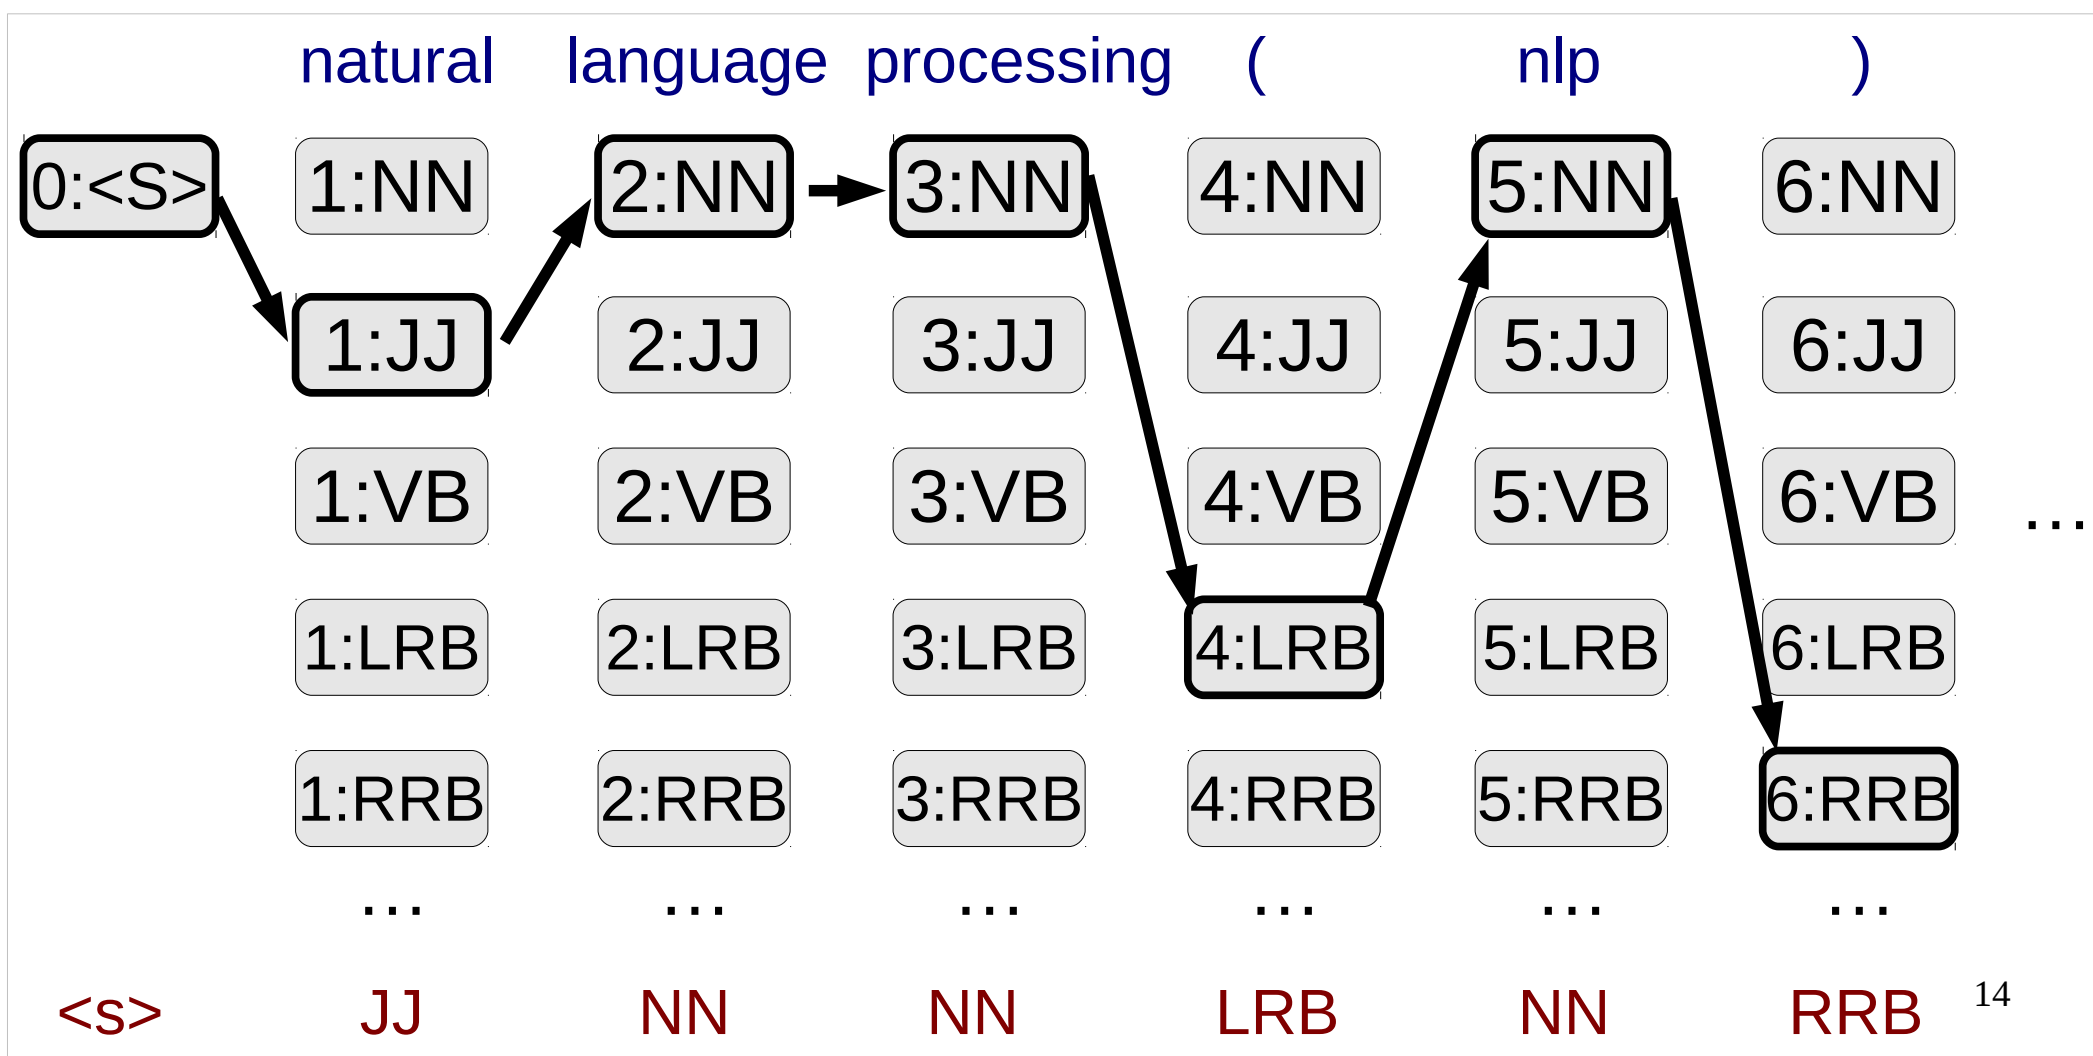 natural language processing ( nlp )
0:<S> 1:NN 2:NN 3:NN 4:NN 5:NN 6:NN
1:JJ 2:JJ 3:JJ 4:JJ 5:JJ 6:JJ
1:VB 2:VB 3:VB 4:VB 5:VB 6:VB …
1:LRB 2:LRB 3:LRB 4:LRB 5:LRB 6:LRB
1:RRB 2:RRB 3:RRB 4:RRB 5:RRB 6:RRB
… … … … … …
<s> JJ NN NN LRB NN RRB 14